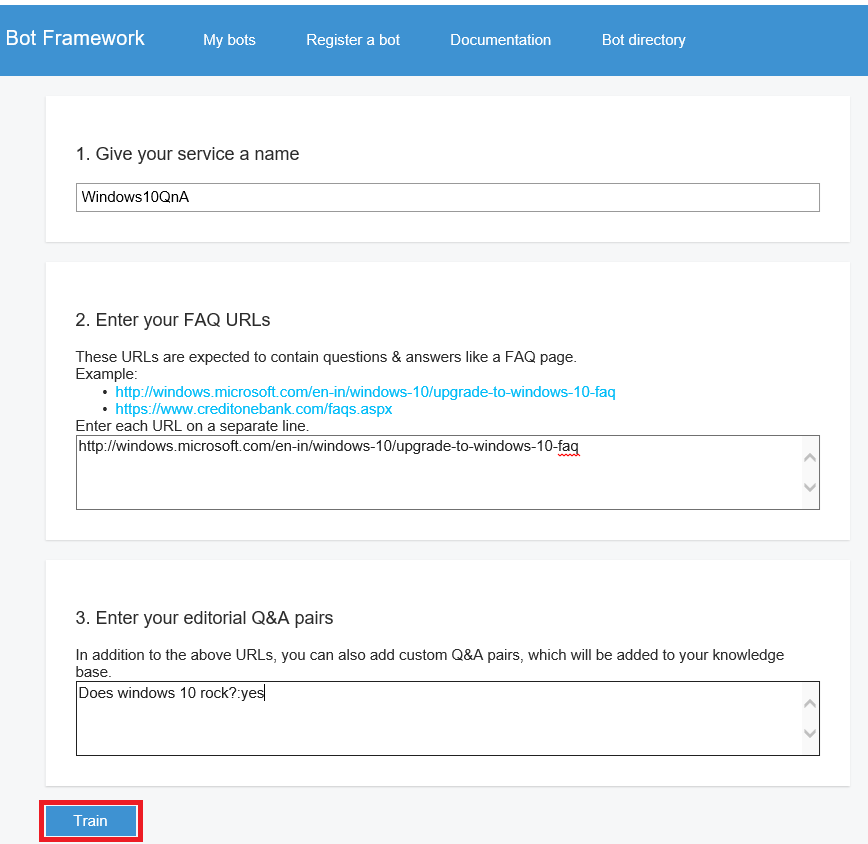 Bot Framework My bots Register a bot Documentation Bot directory
1. Give your service a name
Windows10QnA
2. Enter your FAQ URLs
These URLs are expected to contain questions & answers like a FAQ page.
Example:
• http://windows.microsoft.com/en-in/windows-10/upgrade-to-windows-10-faq
• https://www.creditonebank.com/faqs.aspx
Enter each URL on a separate line.
http://windows.microsoft.com/en-in/windows-10/upgrade-to-windows-10-faq
3. Enter your editorial Q&A pairs
In addition to the above URLs, you can also add custom Q&A pairs, which will be added to your knowledge
base.
Does windows 10 rock?:yes
Train